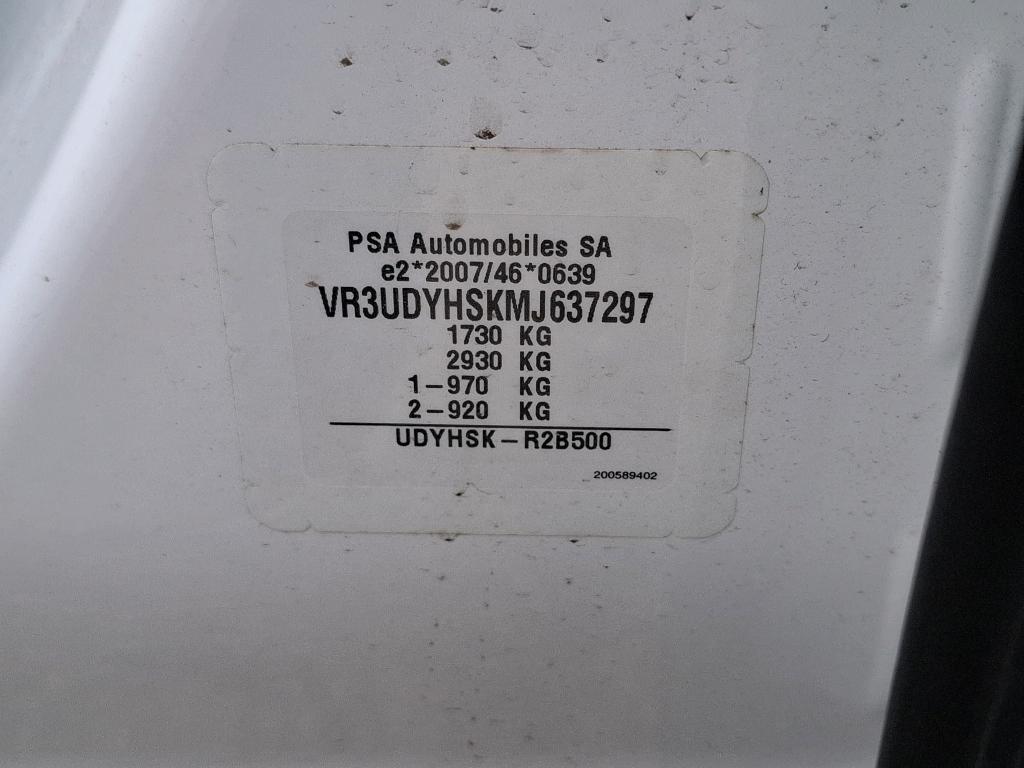 PSA Automobiles SA
e2*2007/46*0639
VR3UDYHSKMJ637297
1730 KG
2930 KG
1-970 KG
2-920 KG
UDYHSK-R2B500
200589402